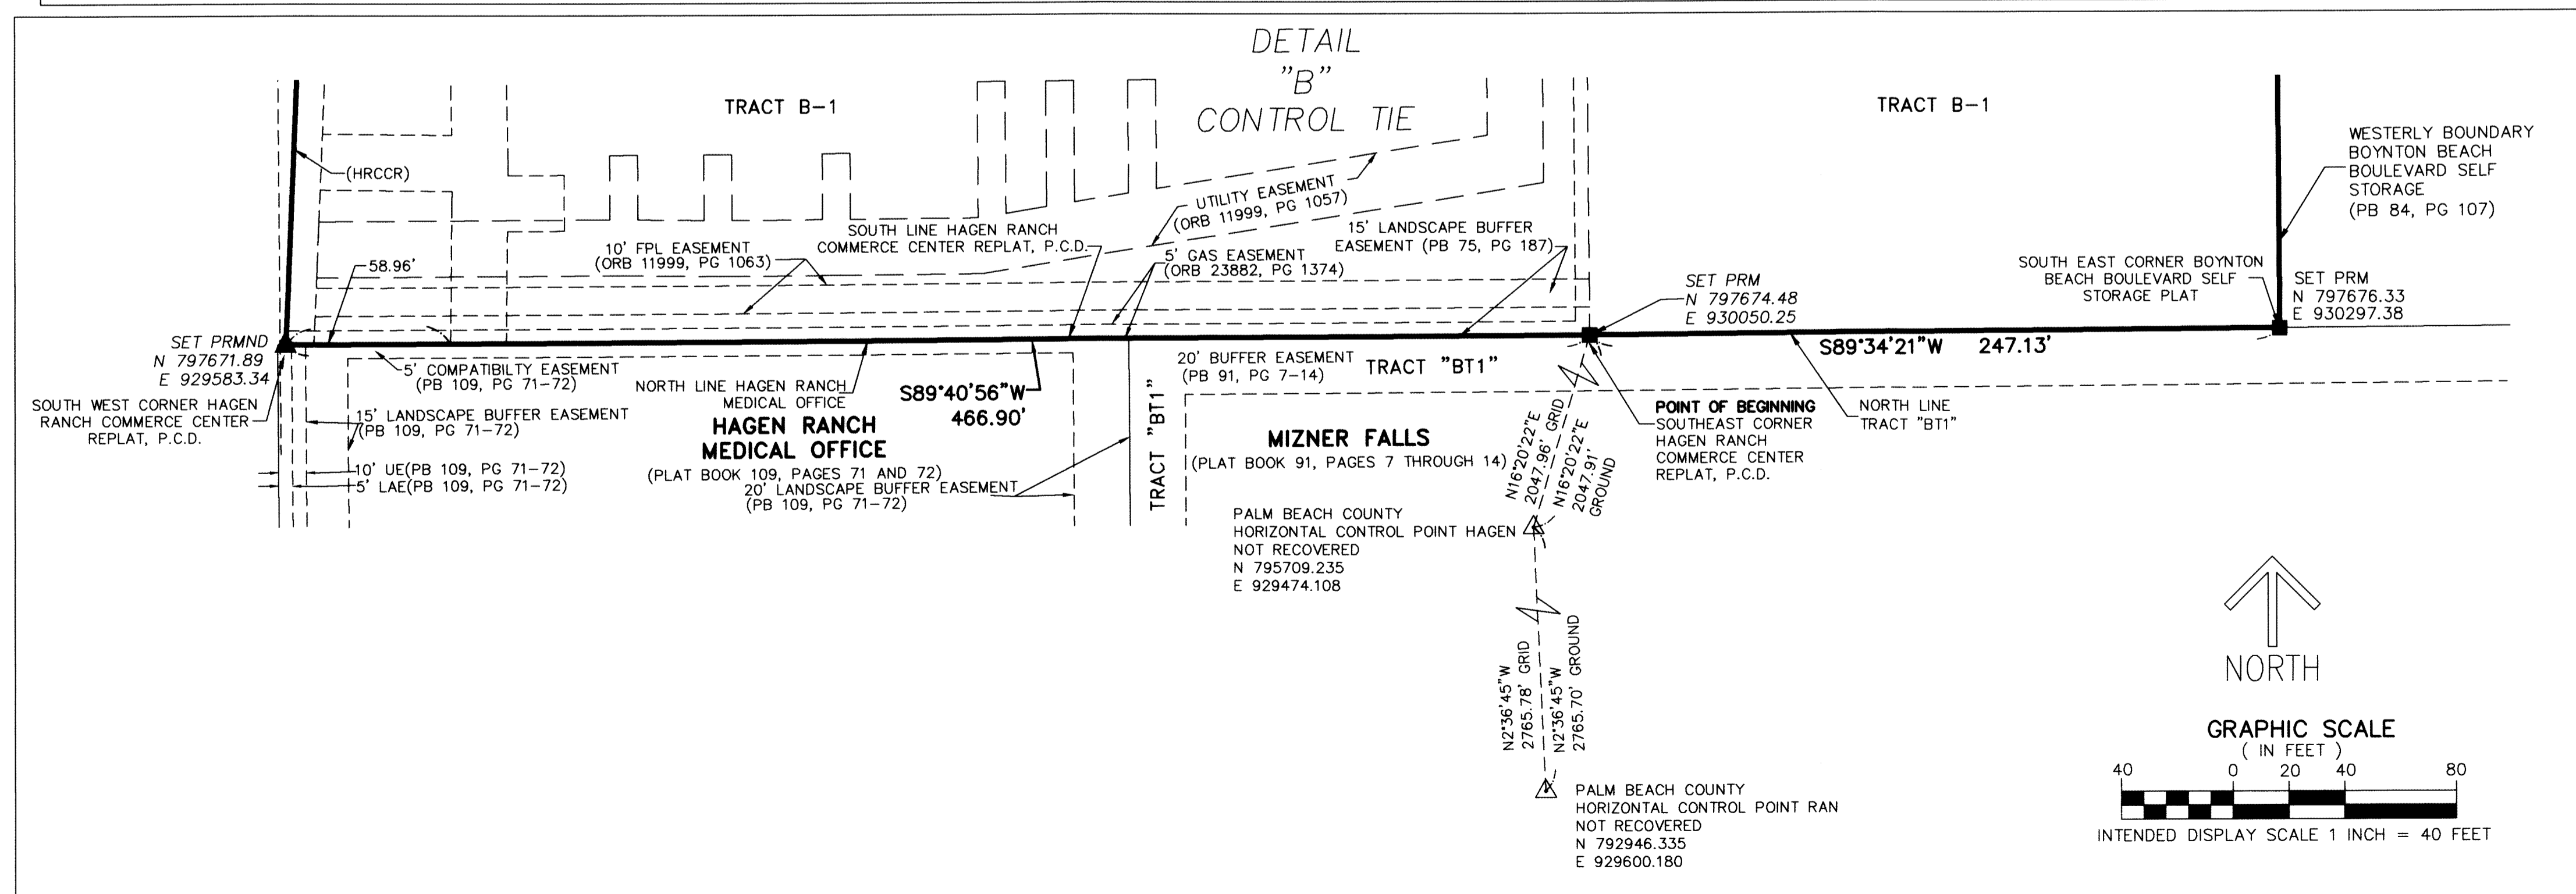 DETAIL
"B"
CONTROL TIE
TRACT B-1
TRACT B-1
(HRCCR)
WESTERLY BOUNDARY
BOYNTON BEACH
BOULEVARD SELF
STORAGE
(PB 84, PG 107)
UTILITY EASEMENT
(ORB 11999, PG 1057)
SOUTH LINE HAGEN RANCH
COMMERCE CENTER REPLAT, P.C.D.
15' LANDSCAPE BUFFER
EASEMENT (PB 75, PG 187)
10' FPL EASEMENT
(ORB 11999, PG 1063)
5' GAS EASEMENT
(ORB 23882, PG 1374)
58.96'
SOUTH EAST CORNER BOYNTON
BEACH BOULEVARD SELF
STORAGE PLAT
SET PRM
N 797676.33
E 930297.38
SET PRM
N 797674.48
E 930050.25
SET PRMND
N 797671.89
E 929583.34
SOUTH WEST CORNER HAGEN
RANCH COMMERCE CENTER
REPLAT, P.C.D.
5' COMPATIBILTY EASEMENT
(PB 109, PG 71-72)
15' LANDSCAPE BUFFER EASEMENT
(PB 109, PG 71-72)
10' UE(PB 109, PG 71-72)
5' LAE(PB 109, PG 71-72)
NORTH LINE HAGEN RANCH
MEDICAL OFFICE
S89°40'56"W
466.90'
HAGEN RANCH
MEDICAL OFFICE
(PLAT BOOK 109, PAGES 71 AND 72)
20' LANDSCAPE BUFFER EASEMENT
(PB 109, PG 71-72)
TRACT "BT1"
20' BUFFER EASEMENT
(PB 91, PG 7-14)
TRACT "BT1"
S89°34'21"W 247.13'
MIZNER FALLS
(PLAT BOOK 91, PAGES 7 THROUGH 14)
N16°20'22"E
2047.96' GRID
N16°20'22"E
2047.91'
GROUND
POINT OF BEGINNING
SOUTHEAST CORNER
HAGEN RANCH
COMMERCE CENTER
REPLAT, P.C.D.
NORTH LINE
TRACT "BT1"
PALM BEACH COUNTY
HORIZONTAL CONTROL POINT HAGEN
NOT RECOVERED
N 795709.235
E 929474.108
N2°36'45"W
2765.78' GRID
N2°36'45"W
2765.70' GROUND
PALM BEACH COUNTY
HORIZONTAL CONTROL POINT RAN
NOT RECOVERED
N 792946.335
E 929600.180
NORTH
GRAPHIC SCALE
( IN FEET )
40 0 20 40 80
INTENDED DISPLAY SCALE 1 INCH = 40 FEET